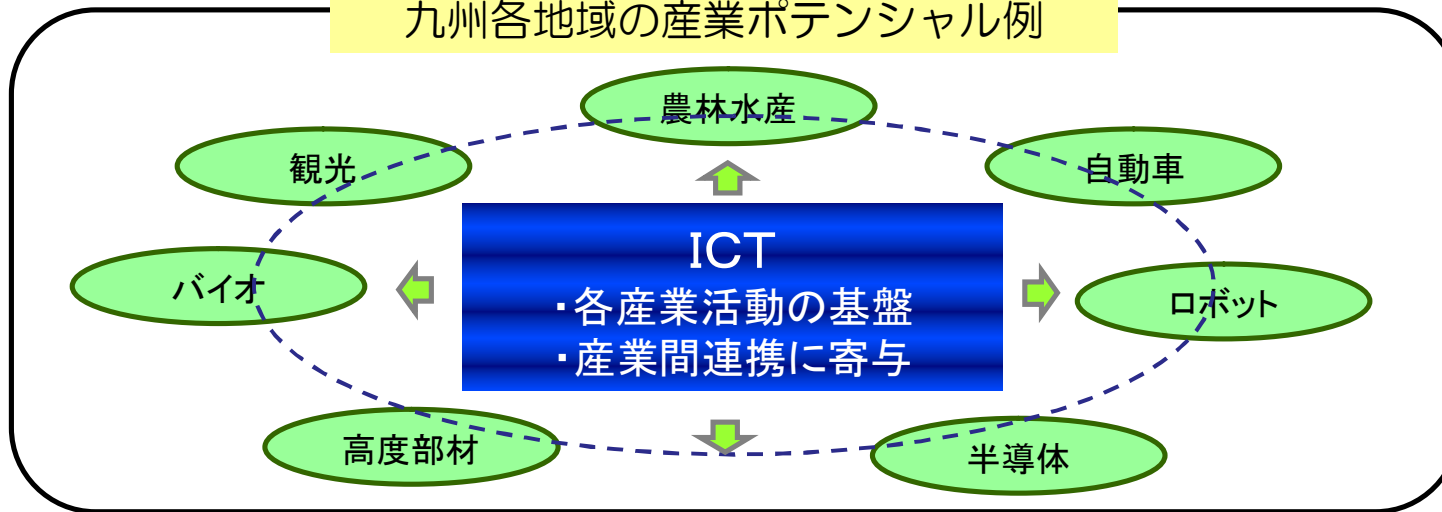 九州各地域の産業ポテンシャル例
農林水産
観光
自動車
バイオ
ICT
・各産業活動の基盤
・産業間連携に寄与
ロボット
高度部材
半導体